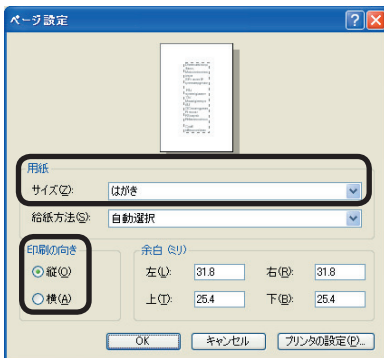 ページ設定
用紙
サイズ(Z): はがき
給紙方法(S): 自動選択
印刷の向き
縦(O)
横(A)
余白(ミリ)
左(L): 31.8 右(R): 31.8
上(T): 25.4 下(B): 25.4
OK キャンセル プリンタの設定(P)...